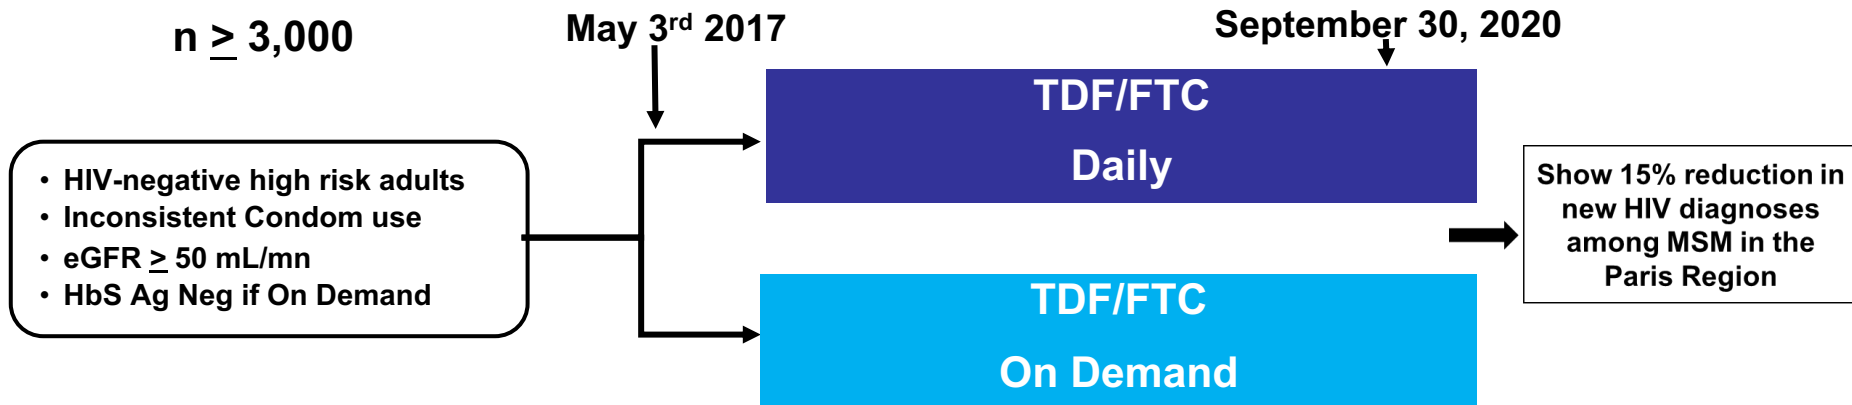 n ≥ 3,000
May 3rd 2017
September 30, 2020
• HIV-negative high risk adults
• Inconsistent Condom use
• eGFR ≥ 50 mL/mn
• HbS Ag Neg if On Demand
TDF/FTC
Daily
TDF/FTC
On Demand
Show 15% reduction in
new HIV diagnoses
among MSM in the
Paris Region